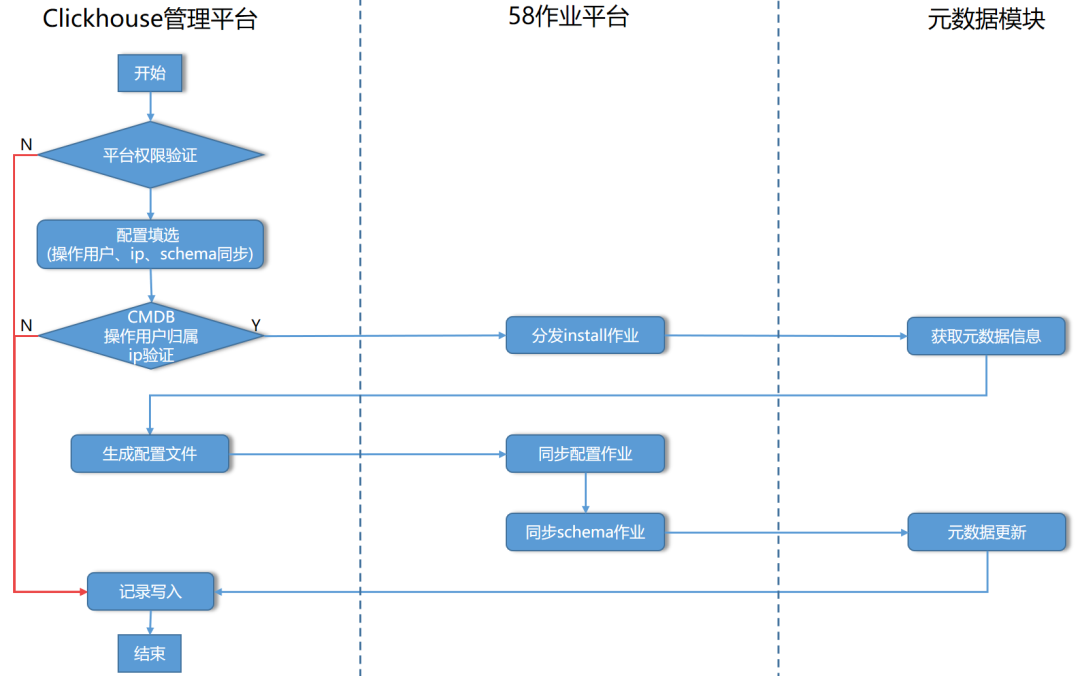 Clickhouse管理平台
58作业平台
元数据模块
开始
N
平台权限验证
配置填选
(操作用户、ip、schema同步)
N
CMDB
操作用户归属
ip验证
Y
分发install作业
获取元数据信息
生成配置文件
同步配置作业
同步schema作业
元数据更新
记录写入
结束